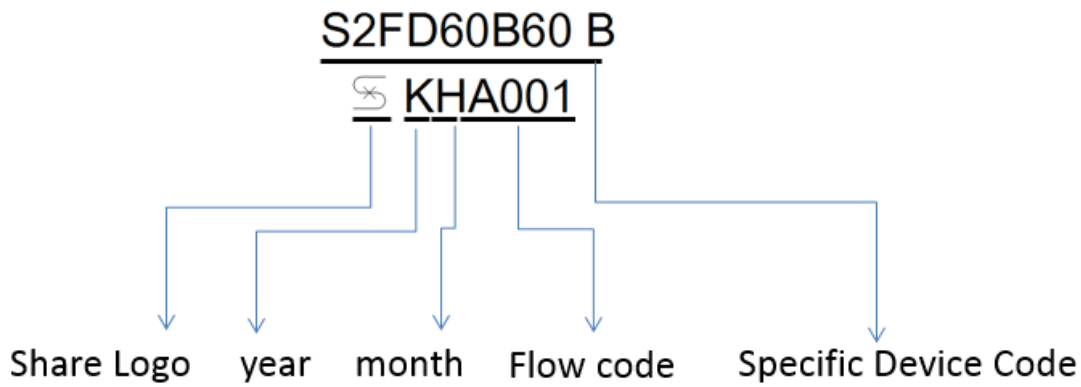 S2FD60B60 B
KHA001
Share Logo year month Flow code Specific Device Code